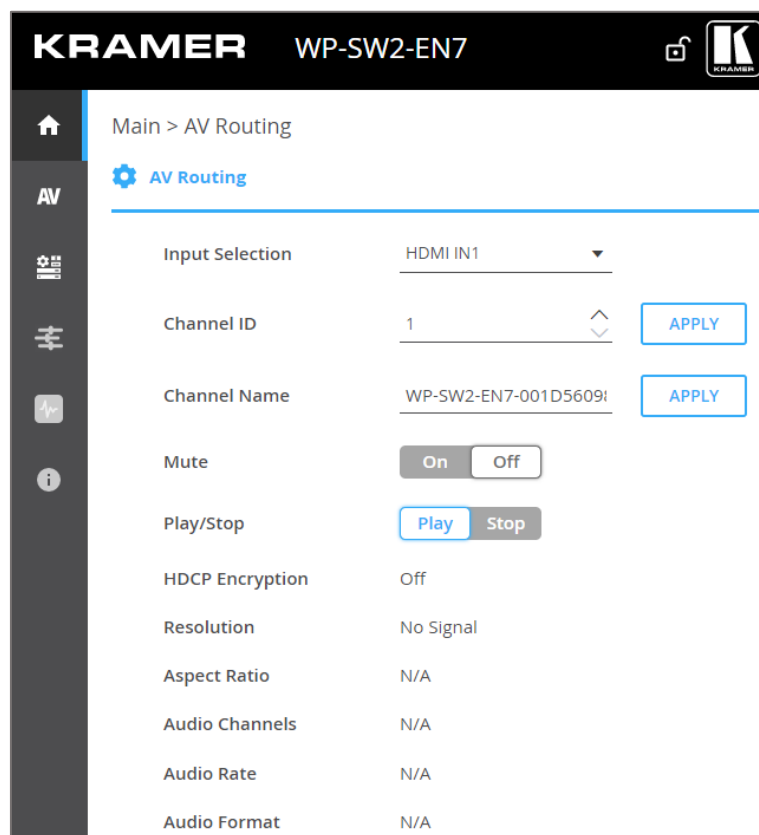 KRAMER WP-SW2-EN7
KRAMER
Main > AV Routing
AV Routing
AV
Input Selection HDMI IN1
Channel ID 1 APPLY
Channel Name WP-SW2-EN7-001D56098 APPLY
Mute On Off
Play/Stop Play Stop
HDCP Encryption Off
Resolution No Signal
Aspect Ratio N/A
Audio Channels N/A
Audio Rate N/A
Audio Format N/A